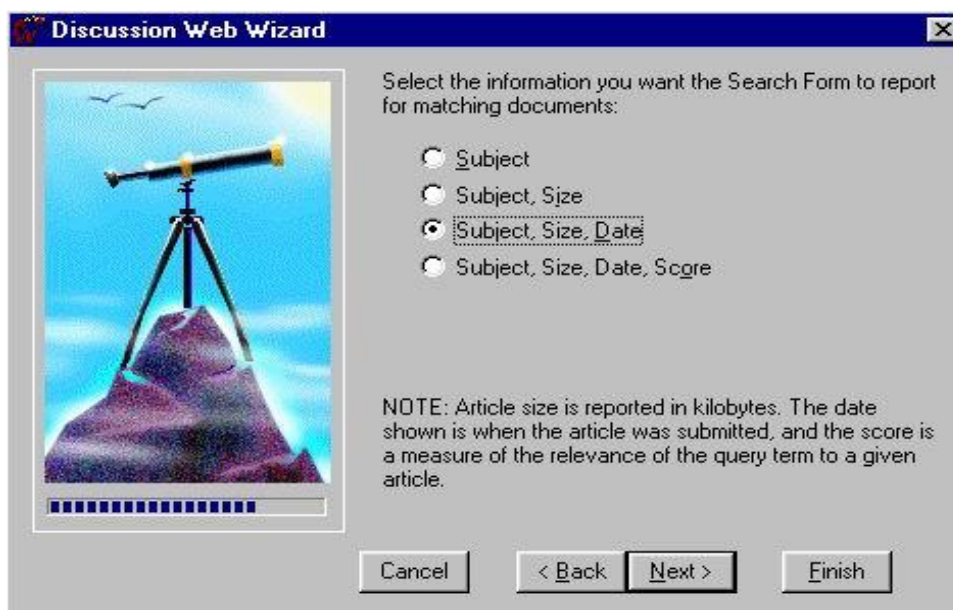 Discussion Web Wizard
Select the information you want the Search Form to report
for matching documents:
Subject
Subject, Size
Subject, Size, Date
Subject, Size, Date, Score
NOTE: Article size is reported in kilobytes. The date
shown is when the article was submitted, and the score is
a measure of the relevance of the query term to a given
article.
Cancel < Back Next > Finish